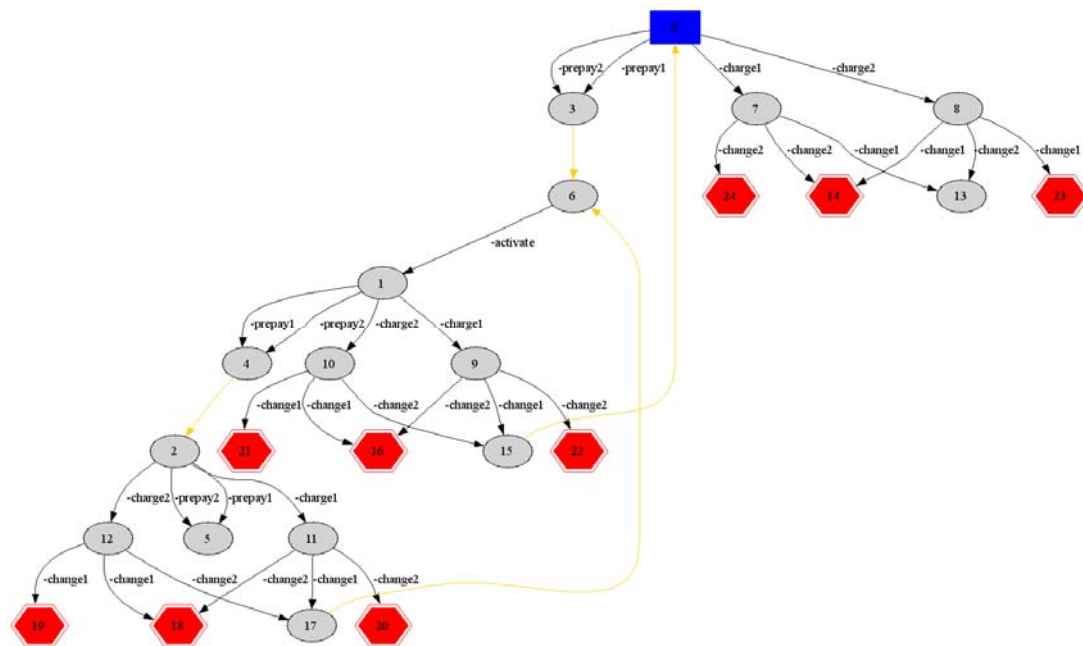 0
-prepay2 -prepay1 -charge1 -charge2
3 7 8
-change2 -change2 -change1 -change1 -change2 -change1
6 24 14 13 23
-activate
1
-prepay1 -prepay2 -charge2 -charge1
4 10 9
-change1 -change1 -change2 -change2 -change1 -change2
2 21 16 15 22
-charge2 -prepay2 -prepay1 -charge1
12 5 11
-change1 -change1 -change2 -change2 -change1 -change2
19 18 17 20